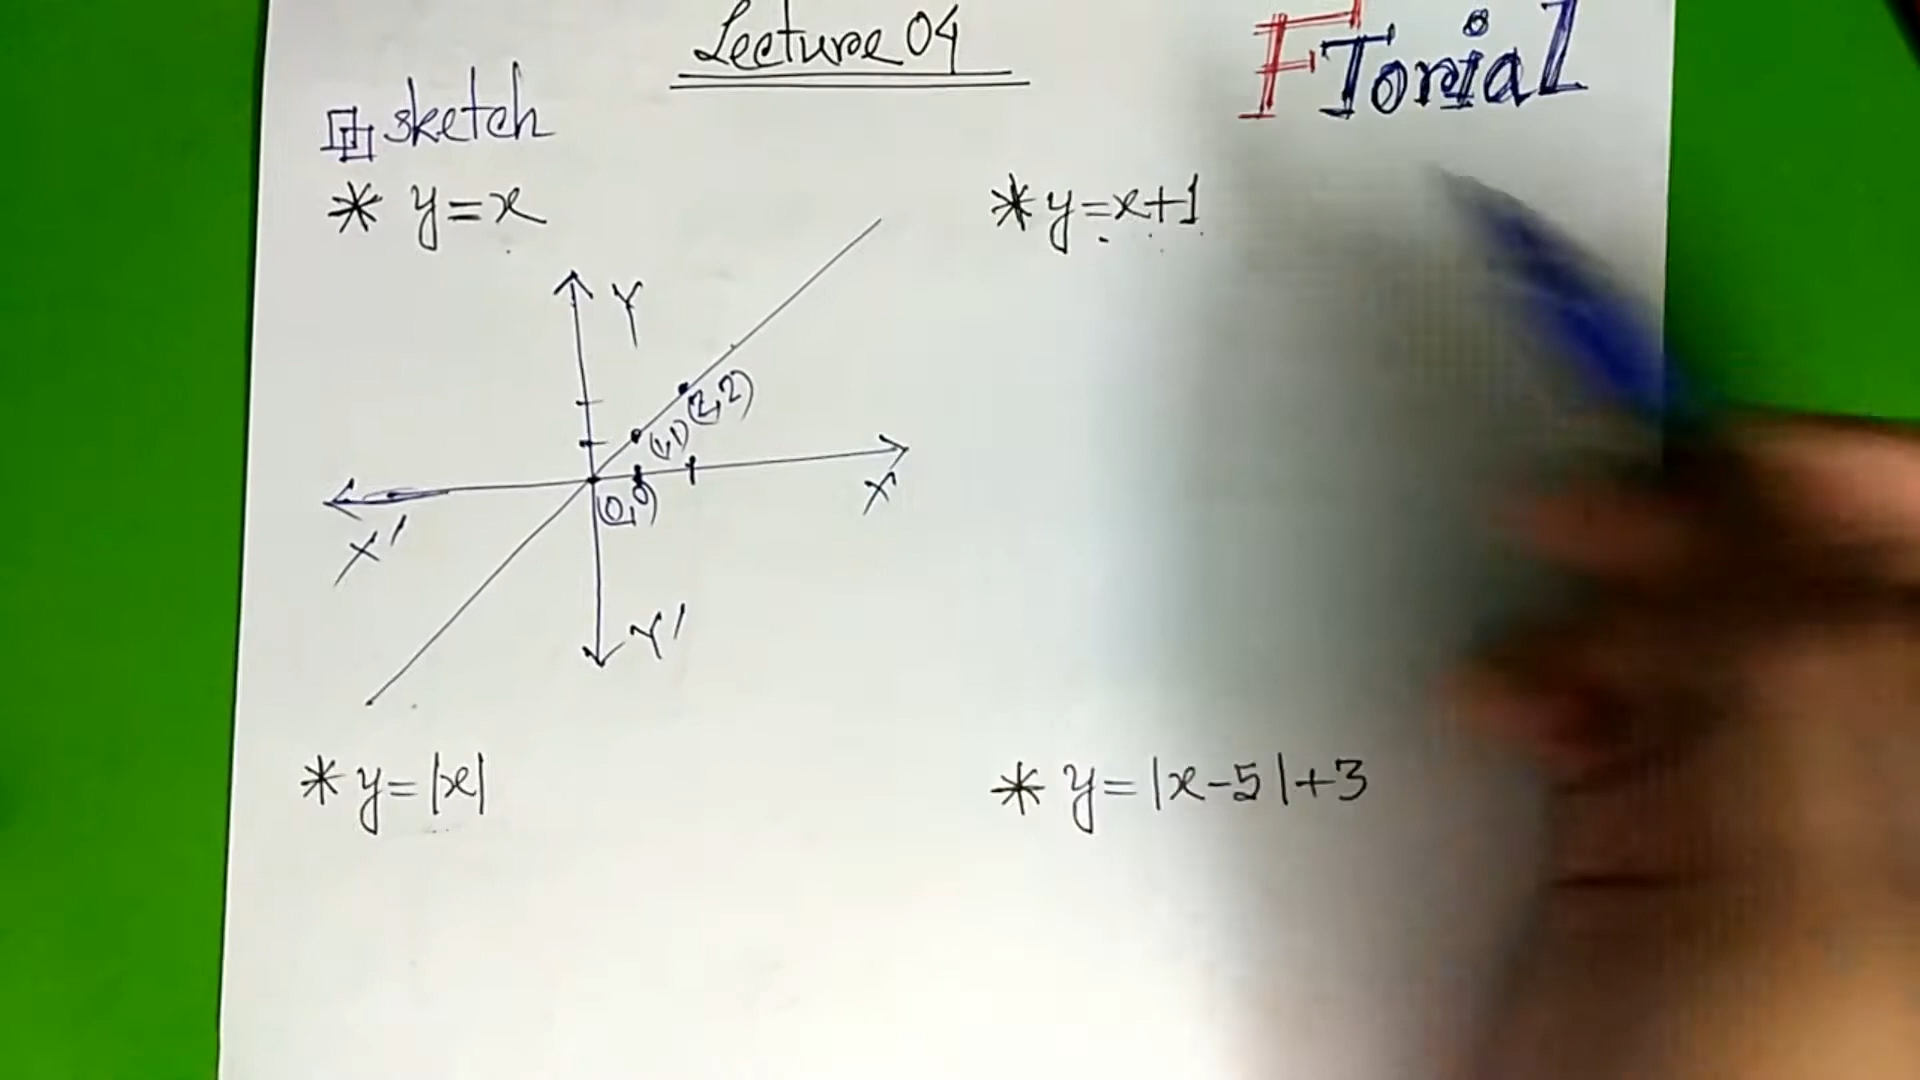 Lecture 04
FTorial
sketch
* y=x
* y=x+1
Y
(2,2)
(1,1)
(0,0)
X
X'
Y'
* y=|x|
* y=|x-5|+3